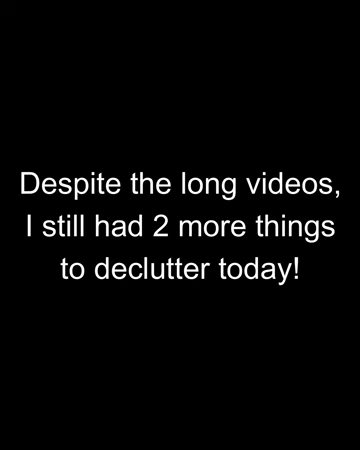 Despite the long videos,
I still had 2 more things
to declutter today!